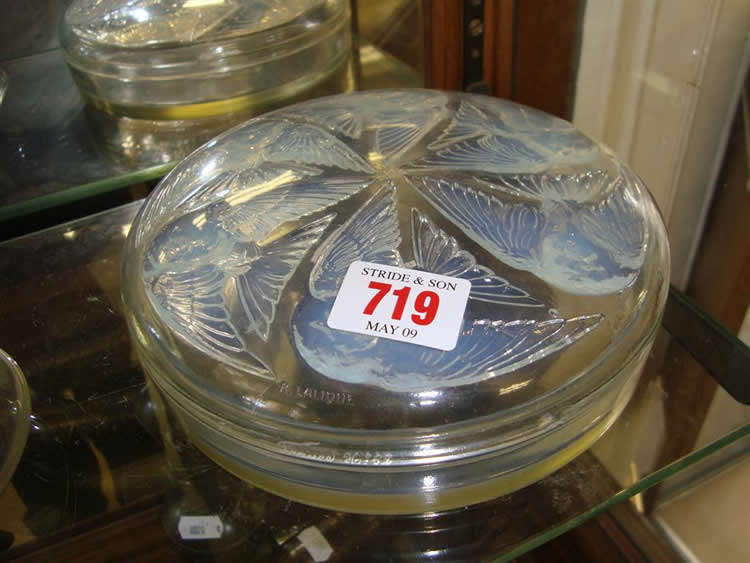 STRIDE & SON
719
MAY 09
R. LALIQUE